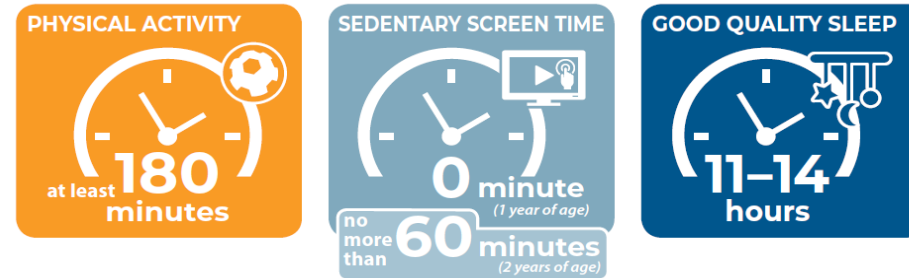 PHYSICAL ACTIVITY
at least 180
minutes
SEDENTARY SCREEN TIME
0 minute
(1 year of age)
no
more
than
60 minutes
(2 years of age)
GOOD QUALITY SLEEP
11–14
hours